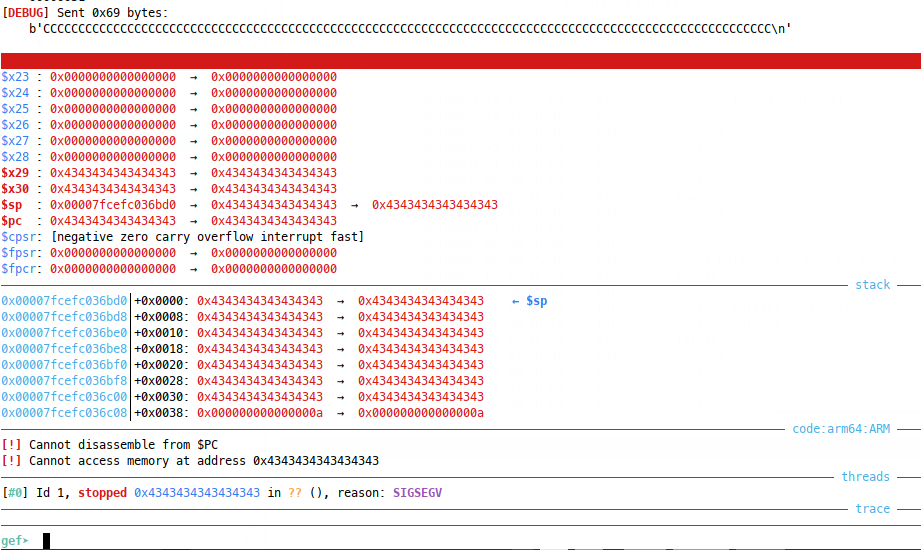 [DEBUG] Sent 0x69 bytes:
b'CCCCCCCCCCCCCCCCCCCCCCCCCCCCCCCCCCCCCCCCCCCCCCCCCCCCCCCCCCCCCCCCCCCCCCCCCCCCCCCCCCCCCCCCCCCCCCCCCCCCCCCC\n'
$x23 : 0x0000000000000000 → 0x0000000000000000
$x24 : 0x0000000000000000 → 0x0000000000000000
$x25 : 0x0000000000000000 → 0x0000000000000000
$x26 : 0x0000000000000000 → 0x0000000000000000
$x27 : 0x0000000000000000 → 0x0000000000000000
$x28 : 0x0000000000000000 → 0x0000000000000000
$x29 : 0x4343434343434343 → 0x4343434343434343
$x30 : 0x4343434343434343 → 0x4343434343434343
$sp : 0x00007fcefc036bd0 → 0x4343434343434343 → 0x4343434343434343
$pc : 0x4343434343434343 → 0x4343434343434343
$cpsr: [negative zero carry overflow interrupt fast]
$fpsr: 0x0000000000000000 → 0x0000000000000000
$fpcr: 0x0000000000000000 → 0x0000000000000000
stack
0x00007fcefc036bd0│+0x0000: 0x4343434343434343 → 0x4343434343434343 ← $sp
0x00007fcefc036bd8│+0x0008: 0x4343434343434343 → 0x4343434343434343
0x00007fcefc036be0│+0x0010: 0x4343434343434343 → 0x4343434343434343
0x00007fcefc036be8│+0x0018: 0x4343434343434343 → 0x4343434343434343
0x00007fcefc036bf0│+0x0020: 0x4343434343434343 → 0x4343434343434343
0x00007fcefc036bf8│+0x0028: 0x4343434343434343 → 0x4343434343434343
0x00007fcefc036c00│+0x0030: 0x4343434343434343 → 0x4343434343434343
0x00007fcefc036c08│+0x0038: 0x000000000000000a → 0x000000000000000a
code:arm64:ARM
[!] Cannot disassemble from $PC
[!] Cannot access memory at address 0x4343434343434343
threads
[#0] Id 1, stopped 0x4343434343434343 in ?? (), reason: SIGSEGV
trace
gef➤